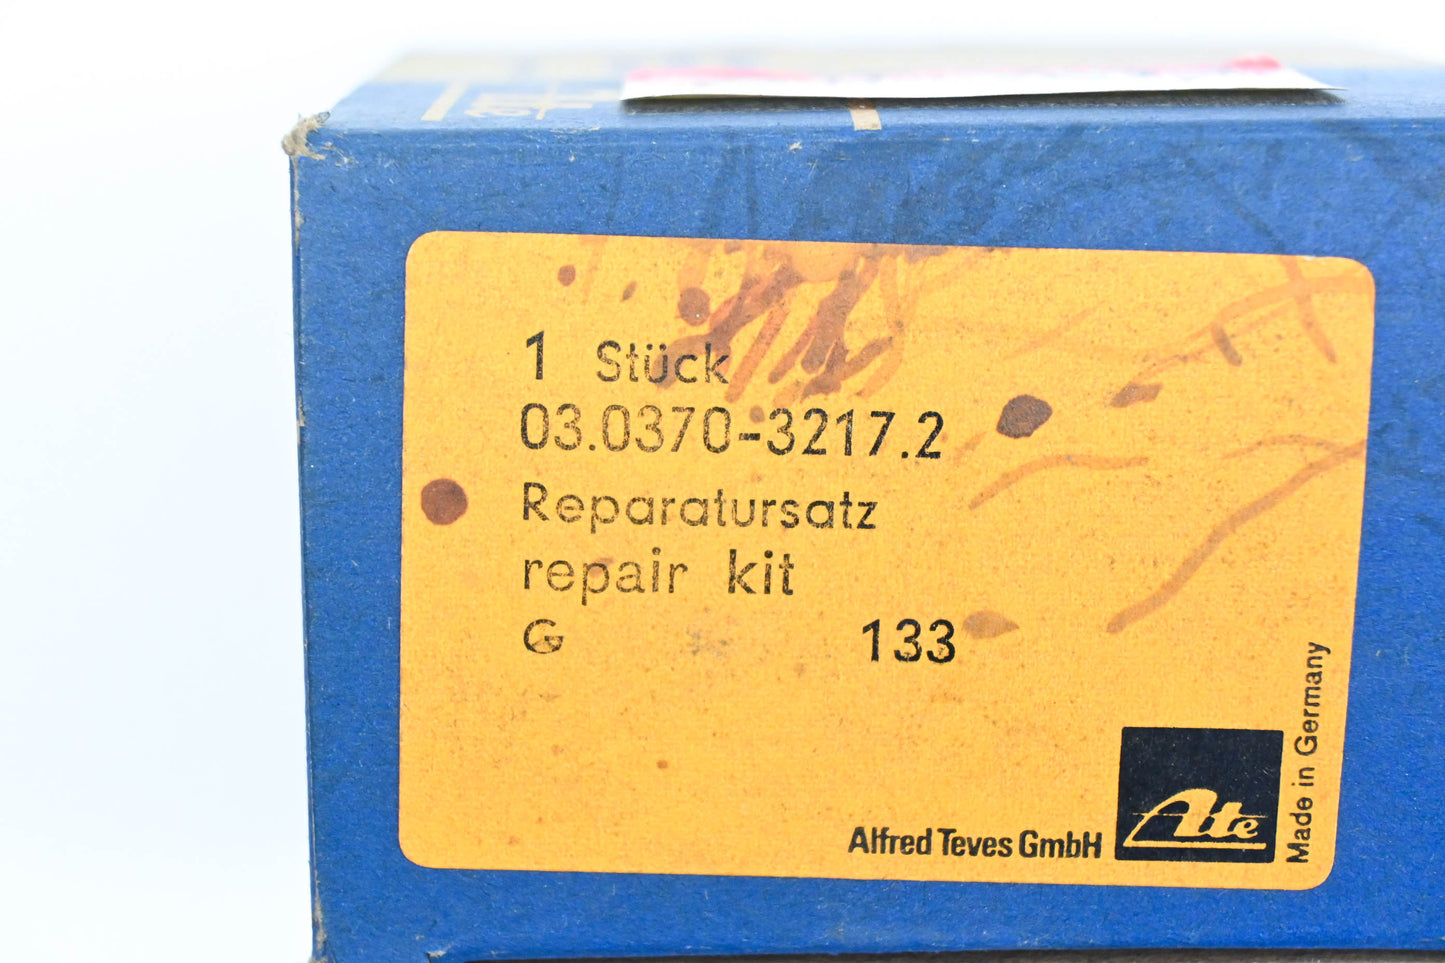 1 Stück
03.0370-3217.2
Reparatursatz
repair kit
G 133
Alfred Teves GmbH
Ate
Made in Germany